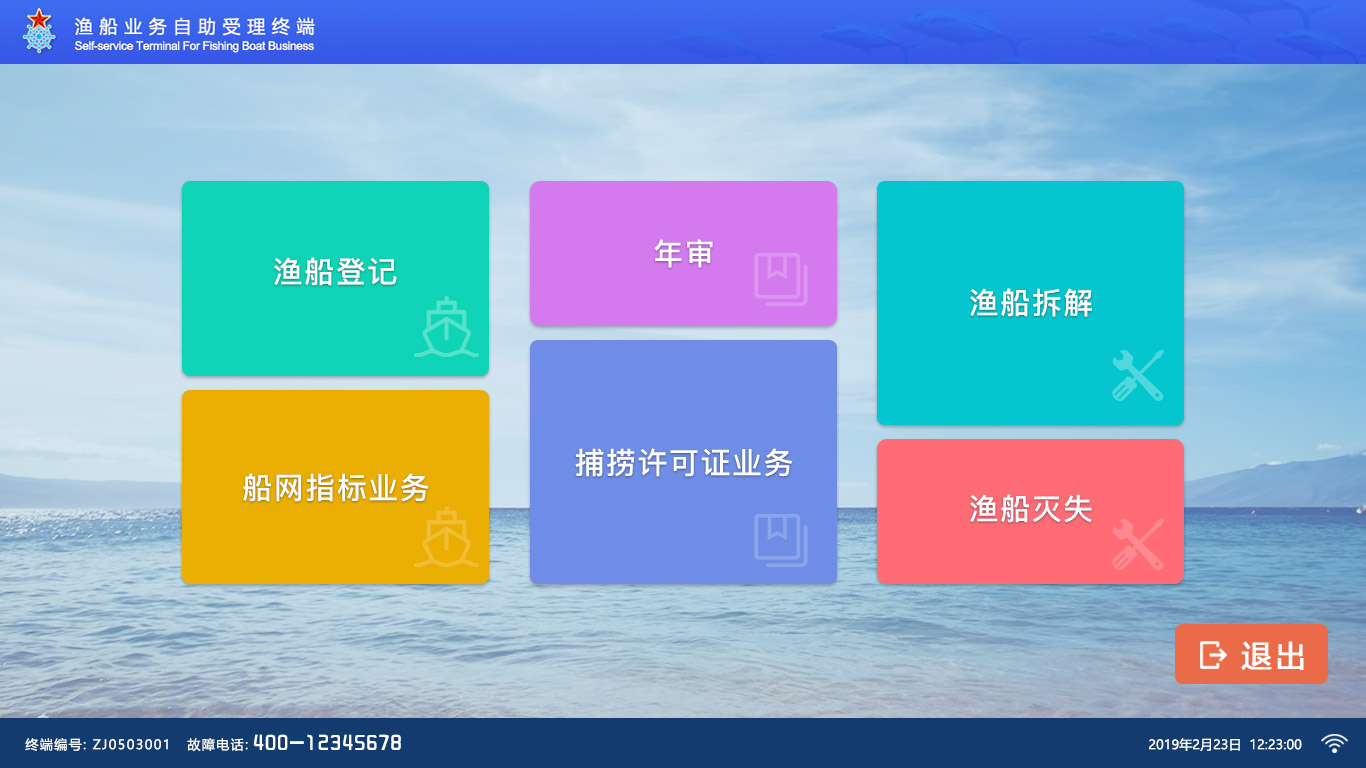 渔船业务自助受理终端
Self-service Terminal For Fishing Boat Business
渔船登记
年审
渔船拆解
船网指标业务
捕捞许可证业务
渔船灭失
退出
终端编号: ZJ0503001 故障电话: 400-12345678
2019年2月23日 12:23:00